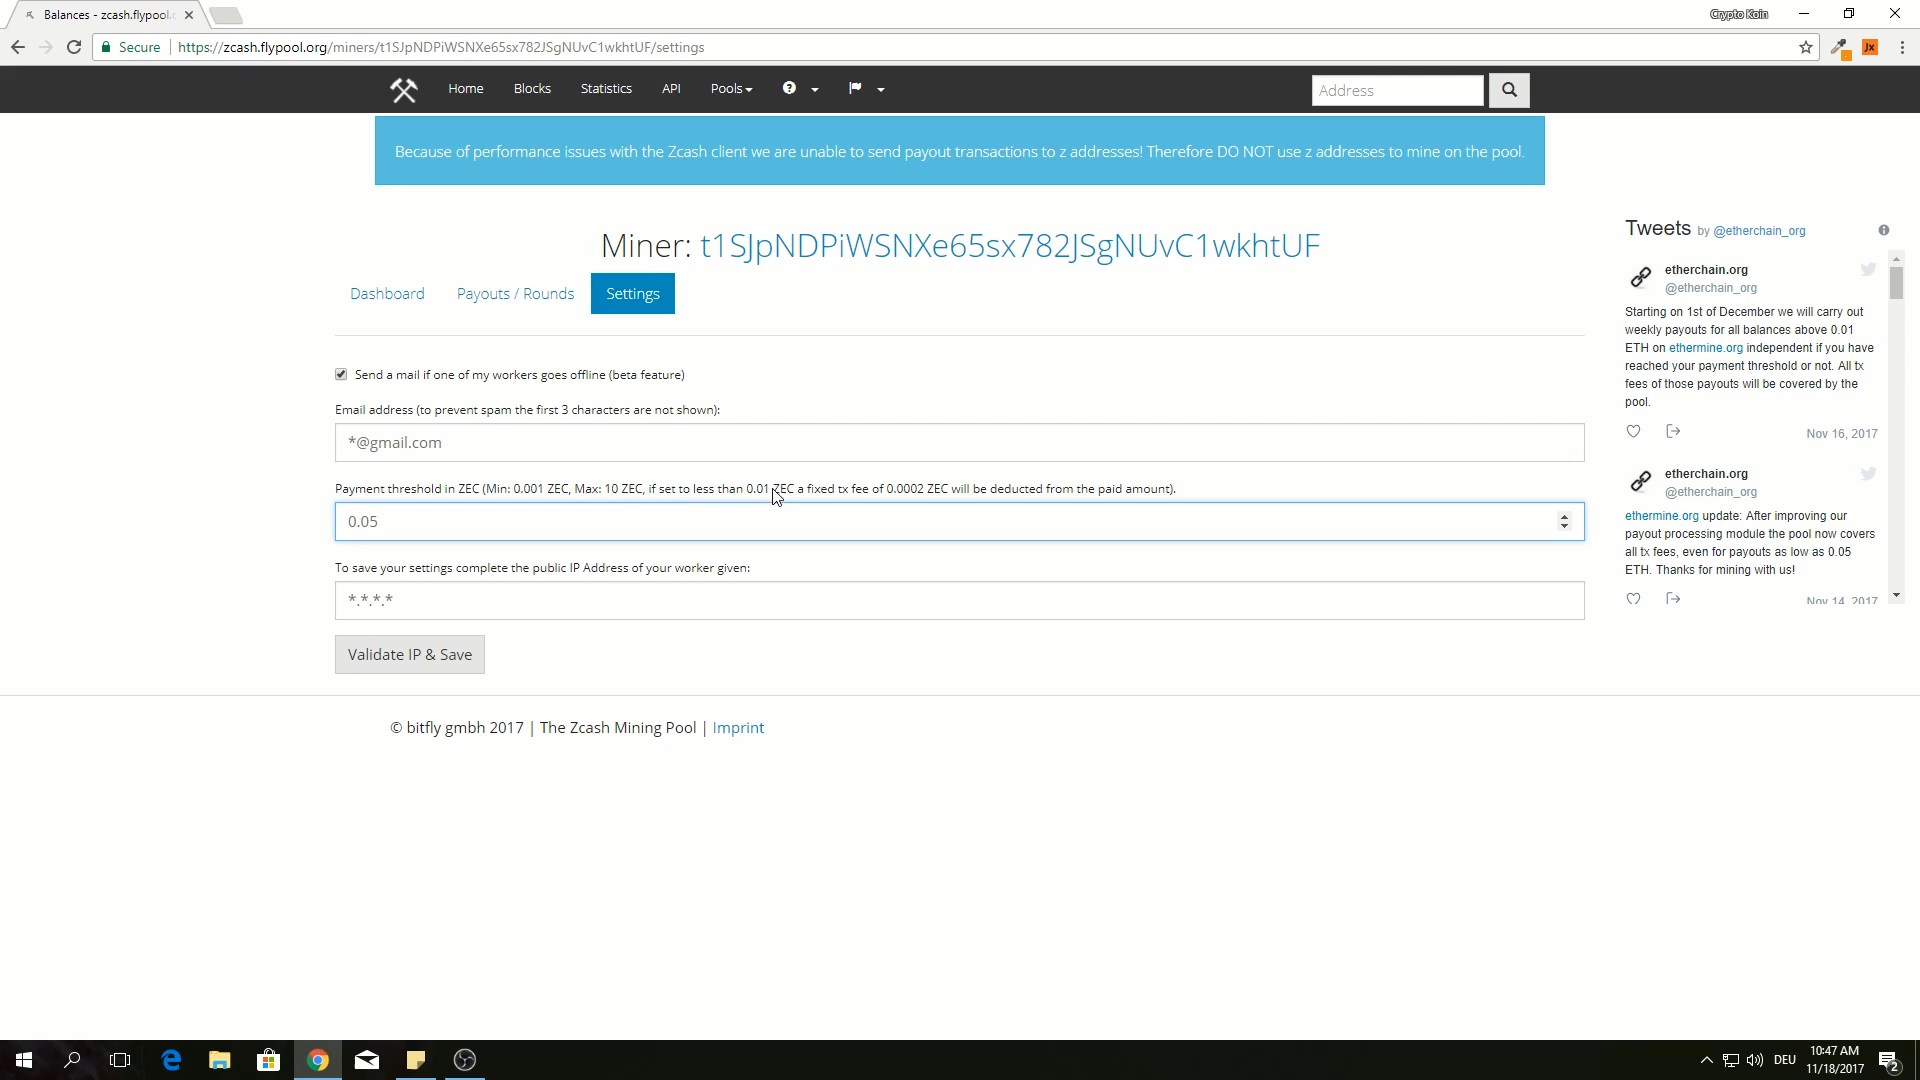 Balances - zcash.flypool.
Crypto Koin
Secure | https://zcash.flypool.org/miners/t1SJpNDPiWSNXe65sx782JSgNUvC1wkhtUF/settings
Jx
Home Blocks Statistics API Pools
Address
Because of performance issues with the Zcash client we are unable to send payout transactions to z addresses! Therefore DO NOT use z addresses to mine on the pool.
Miner: t1SJpNDPiWSNXe65sx782JSgNUvC1wkhtUF
Dashboard Payouts / Rounds Settings
Send a mail if one of my workers goes offline (beta feature)
Email address (to prevent spam the first 3 characters are not shown):
*@gmail.com
Payment threshold in ZEC (Min: 0.001 ZEC, Max: 10 ZEC, if set to less than 0.01 ZEC a fixed tx fee of 0.0002 ZEC will be deducted from the paid amount).
0.05
To save your settings complete the public IP Address of your worker given:
*.*.*.*
Validate IP & Save
© bitfly gmbh 2017 | The Zcash Mining Pool | Imprint
Tweets by @etherchain_org
etherchain.org
@etherchain_org
Starting on 1st of December we will carry out
weekly payouts for all balances above 0.01
ETH on ethermine.org independent if you have
reached your payment threshold or not. All tx
fees of those payouts will be covered by the
pool.
Nov 16, 2017
etherchain.org
@etherchain_org
ethermine.org update: After improving our
payout processing module the pool now covers
all tx fees, even for payouts as low as 0.05
ETH. Thanks for mining with us!
Nov 14, 2017
DEU
10:47 AM
11/18/2017
2